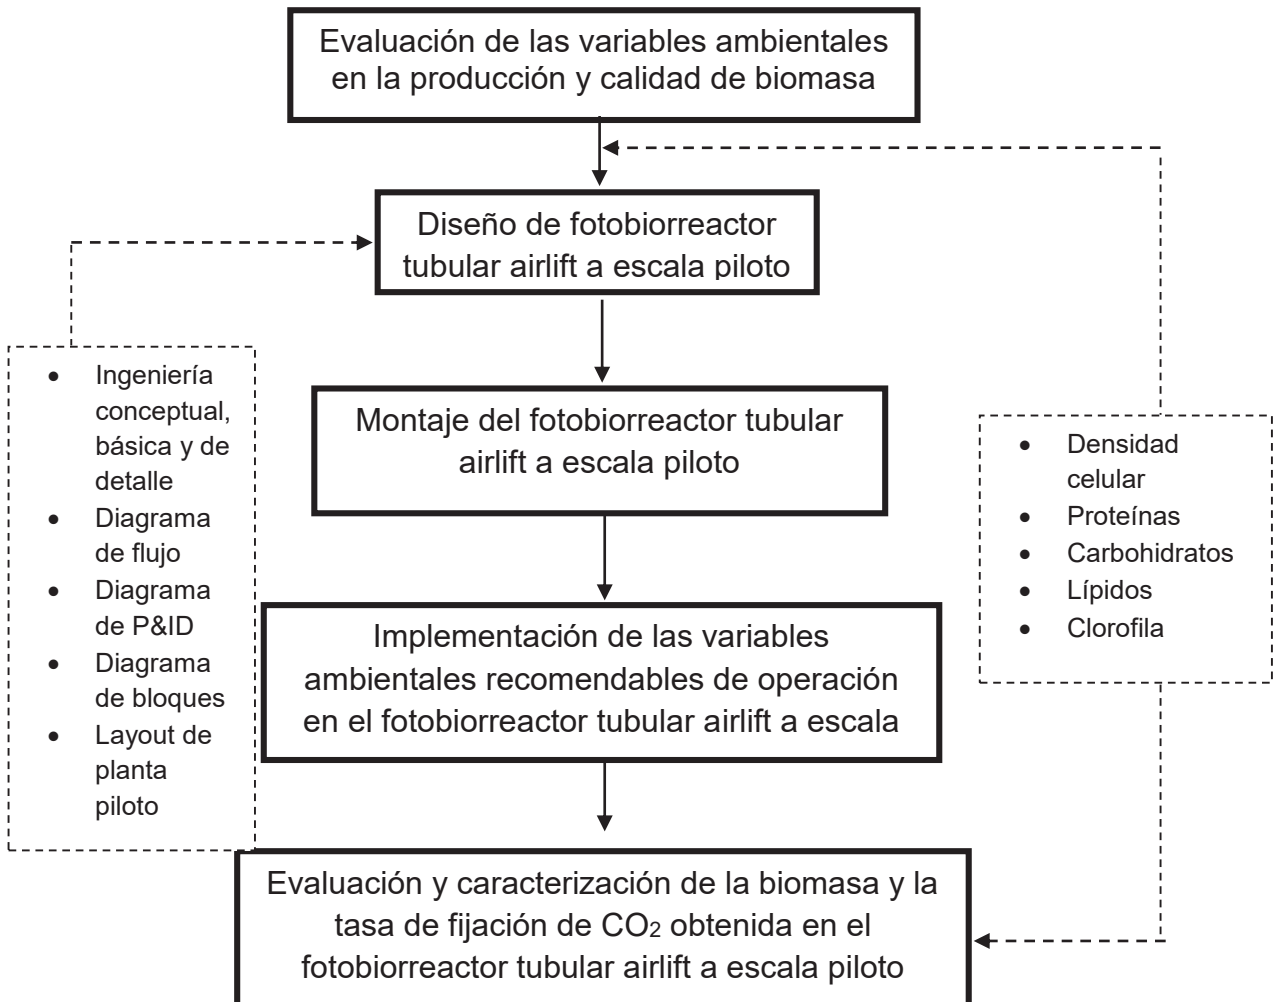 Evaluación de las variables ambientales
en la producción y calidad de biomasa
Diseño de fotobiorreactor
tubular airlift a escala piloto
• Ingeniería
conceptual,
básica y de
detalle
• Diagrama
de flujo
• Diagrama
de P&ID
• Diagrama
de bloques
• Layout de
planta
piloto
Montaje del fotobiorreactor tubular
airlift a escala piloto
• Densidad
celular
• Proteínas
• Carbohidratos
• Lípidos
• Clorofila
Implementación de las variables
ambientales recomendables de operación
en el fotobiorreactor tubular airlift a escala
Evaluación y caracterización de la biomasa y la
tasa de fijación de CO2 obtenida en el
fotobiorreactor tubular airlift a escala piloto